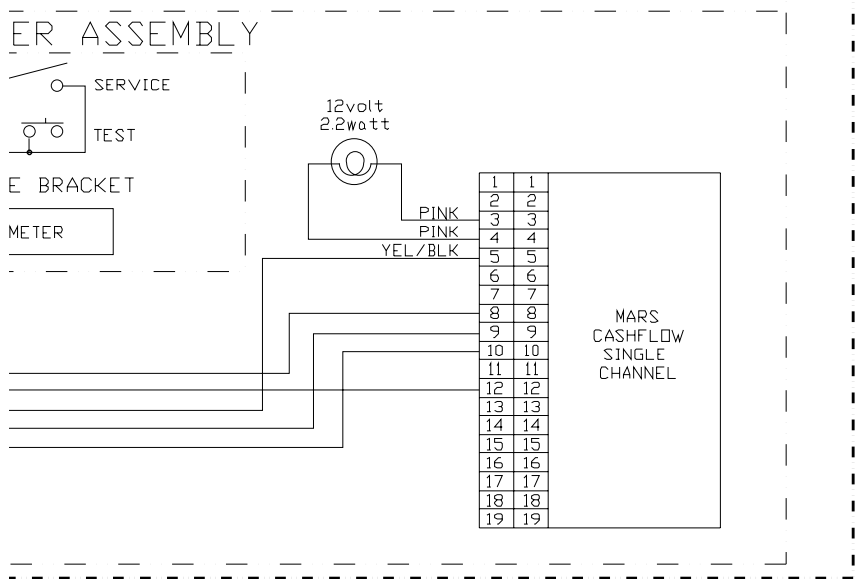 ER ASSEMBLY
SERVICE
TEST
E BRACKET
METER
12volt
2.2watt
PINK
PINK
YEL/BLK
1 1
2 2
3 3
4 4
5 5
6 6
7 7
8 8
9 9
10 10
11 11
12 12
13 13
14 14
15 15
16 16
17 17
18 18
19 19
MARS
CASHFLOW
SINGLE
CHANNEL